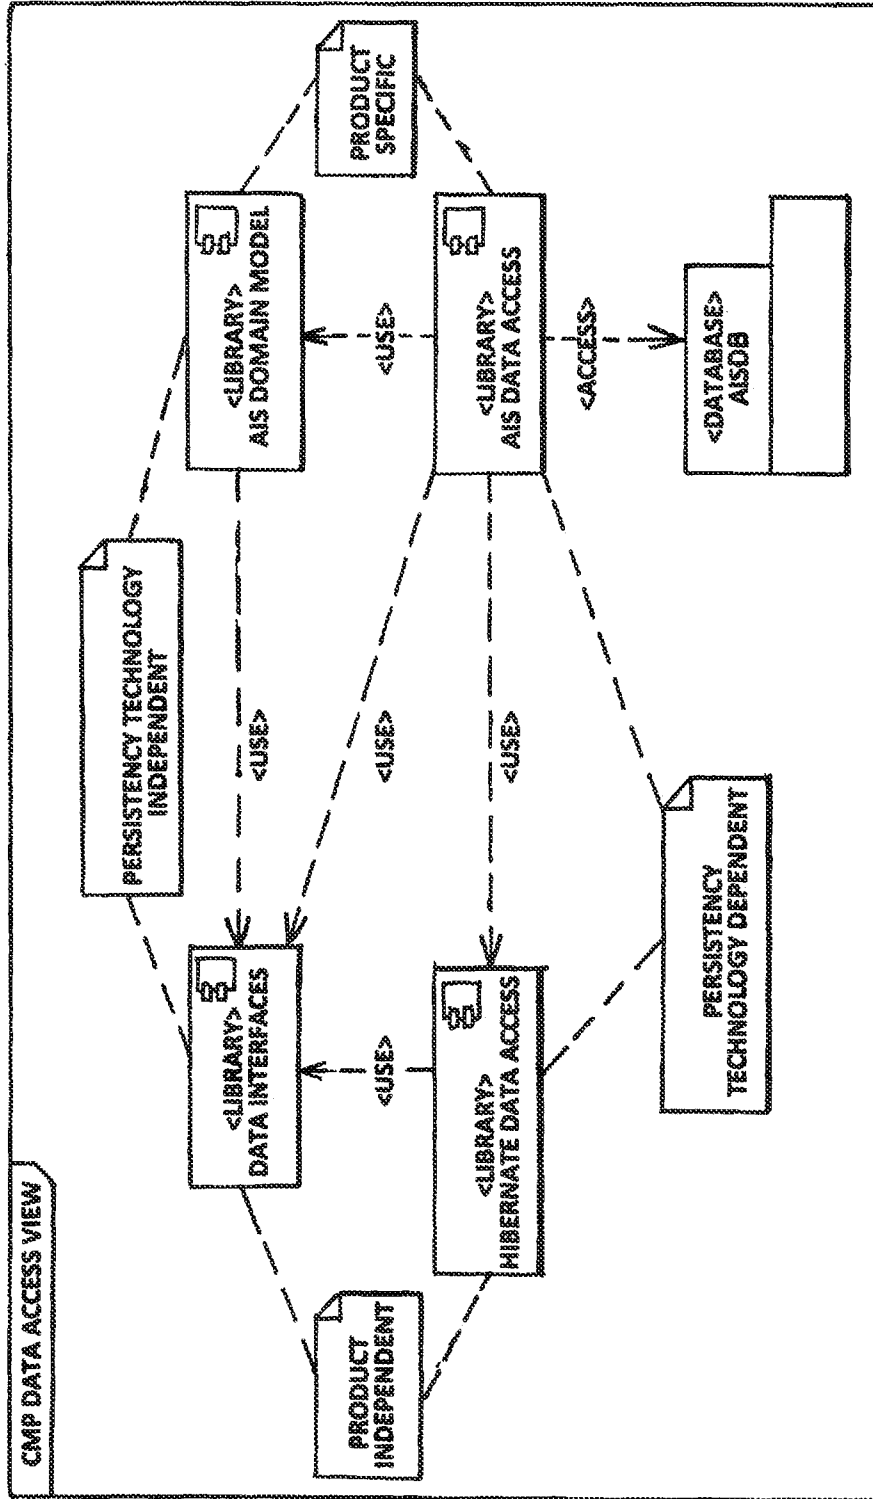 CMP DATA ACCESS VIEW
PERSISTENCY TECHNOLOGY
INDEPENDENT
<LIBRARY>
DATA INTERFACES
<USE>
<LIBRARY>
AIS DOMAIN MODEL
PRODUCT
INDEPENDENT
<USE>
<USE>
<USE>
PRODUCT
SPECIFIC
<LIBRARY>
HIBERNATE DATA ACCESS
<USE>
<LIBRARY>
AIS DATA ACCESS
<ACCESS>
PERSISTENCY
TECHNOLOGY DEPENDENT
<DATABASE>
AISDB